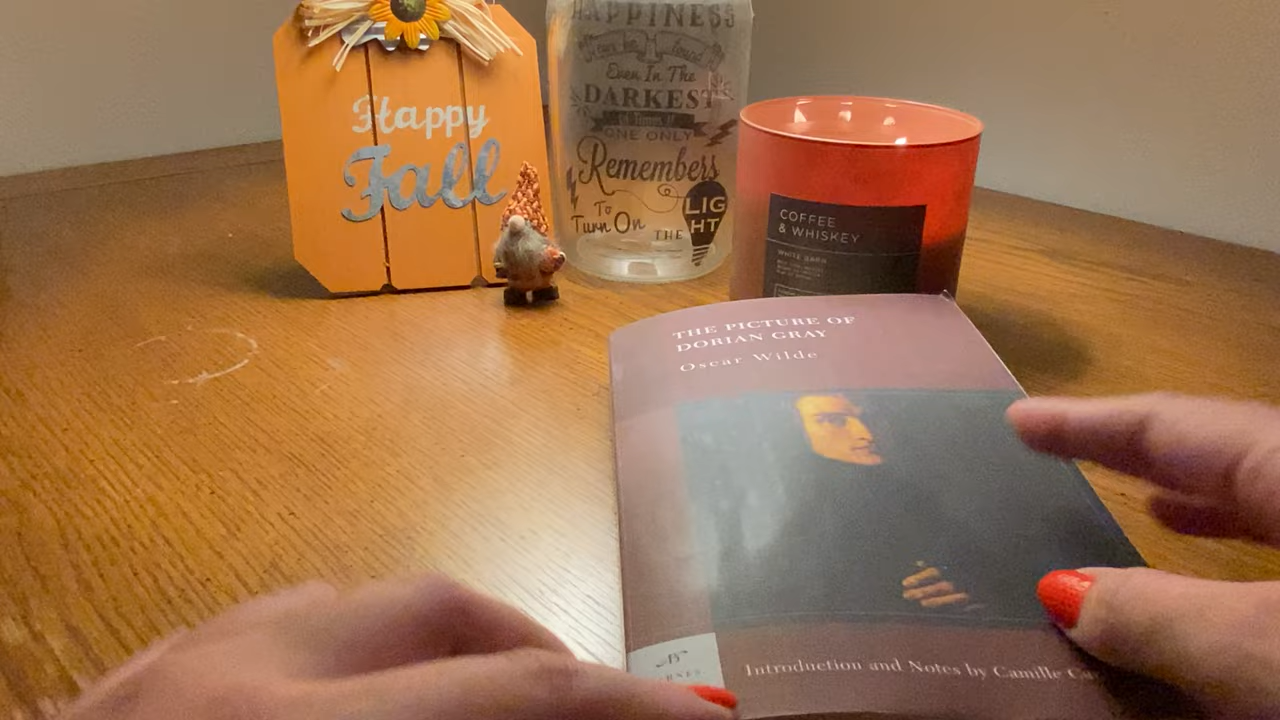 Happy
Fall
HAPPINESS
Even In The
DARKEST
ONE ONLY
Remembers
To
Turn On THE
LIG
HT
COFFEE
& WHISKEY
WHITE BARN
THE PICTURE OF
DORIAN GRAY
Oscar Wilde
Introduction and Notes by Camille